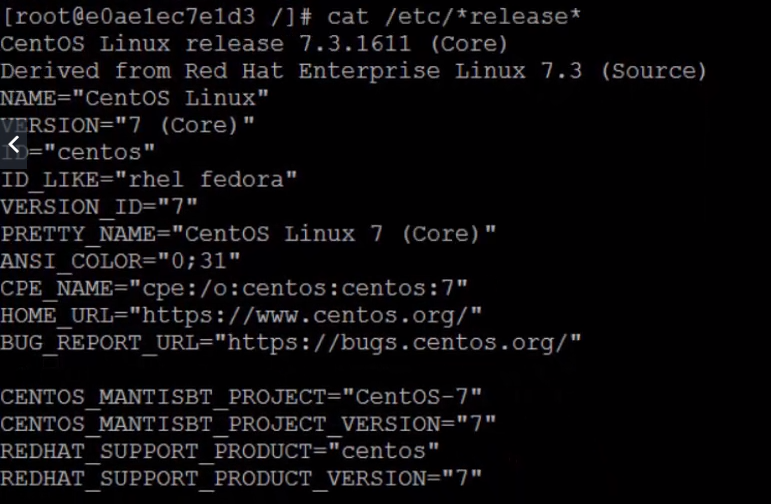 [root@e0ae1ec7e1d3 /]# cat /etc/*release*
CentOS Linux release 7.3.1611 (Core)
Derived from Red Hat Enterprise Linux 7.3 (Source)
NAME="CentOS Linux"
VERSION="7 (Core)"
ID="centos"
ID_LIKE="rhel fedora"
VERSION_ID="7"
PRETTY_NAME="CentOS Linux 7 (Core)"
ANSI_COLOR="0;31"
CPE_NAME="cpe:/o:centos:centos:7"
HOME_URL="https://www.centos.org/"
BUG_REPORT_URL="https://bugs.centos.org/"

CENTOS_MANTISBT_PROJECT="CentOS-7"
CENTOS_MANTISBT_PROJECT_VERSION="7"
REDHAT_SUPPORT_PRODUCT="centos"
REDHAT_SUPPORT_PRODUCT_VERSION="7"